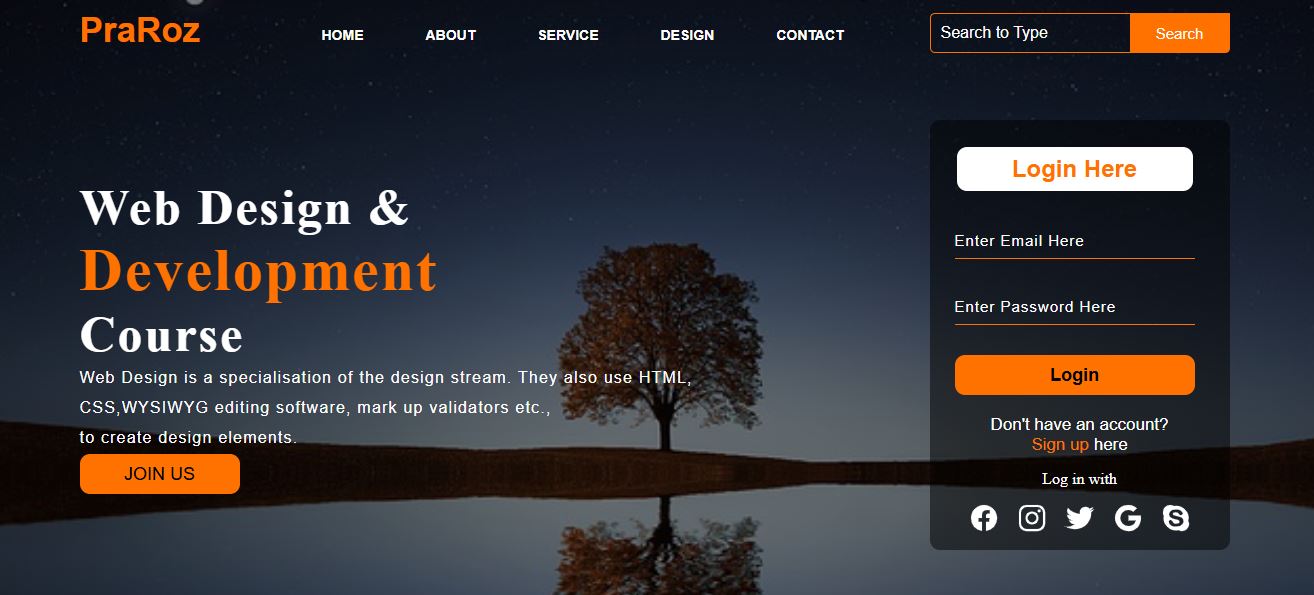 PraRoz
HOME ABOUT SERVICE DESIGN CONTACT
Search to Type Search
Web Design &
Development
Course
Web Design is a specialisation of the design stream. They also use HTML,
CSS,WYSIWYG editing software, mark up validators etc.,
to create design elements.
JOIN US
Login Here
Enter Email Here
Enter Password Here
Login
Don't have an account?
Sign up here
Log in with